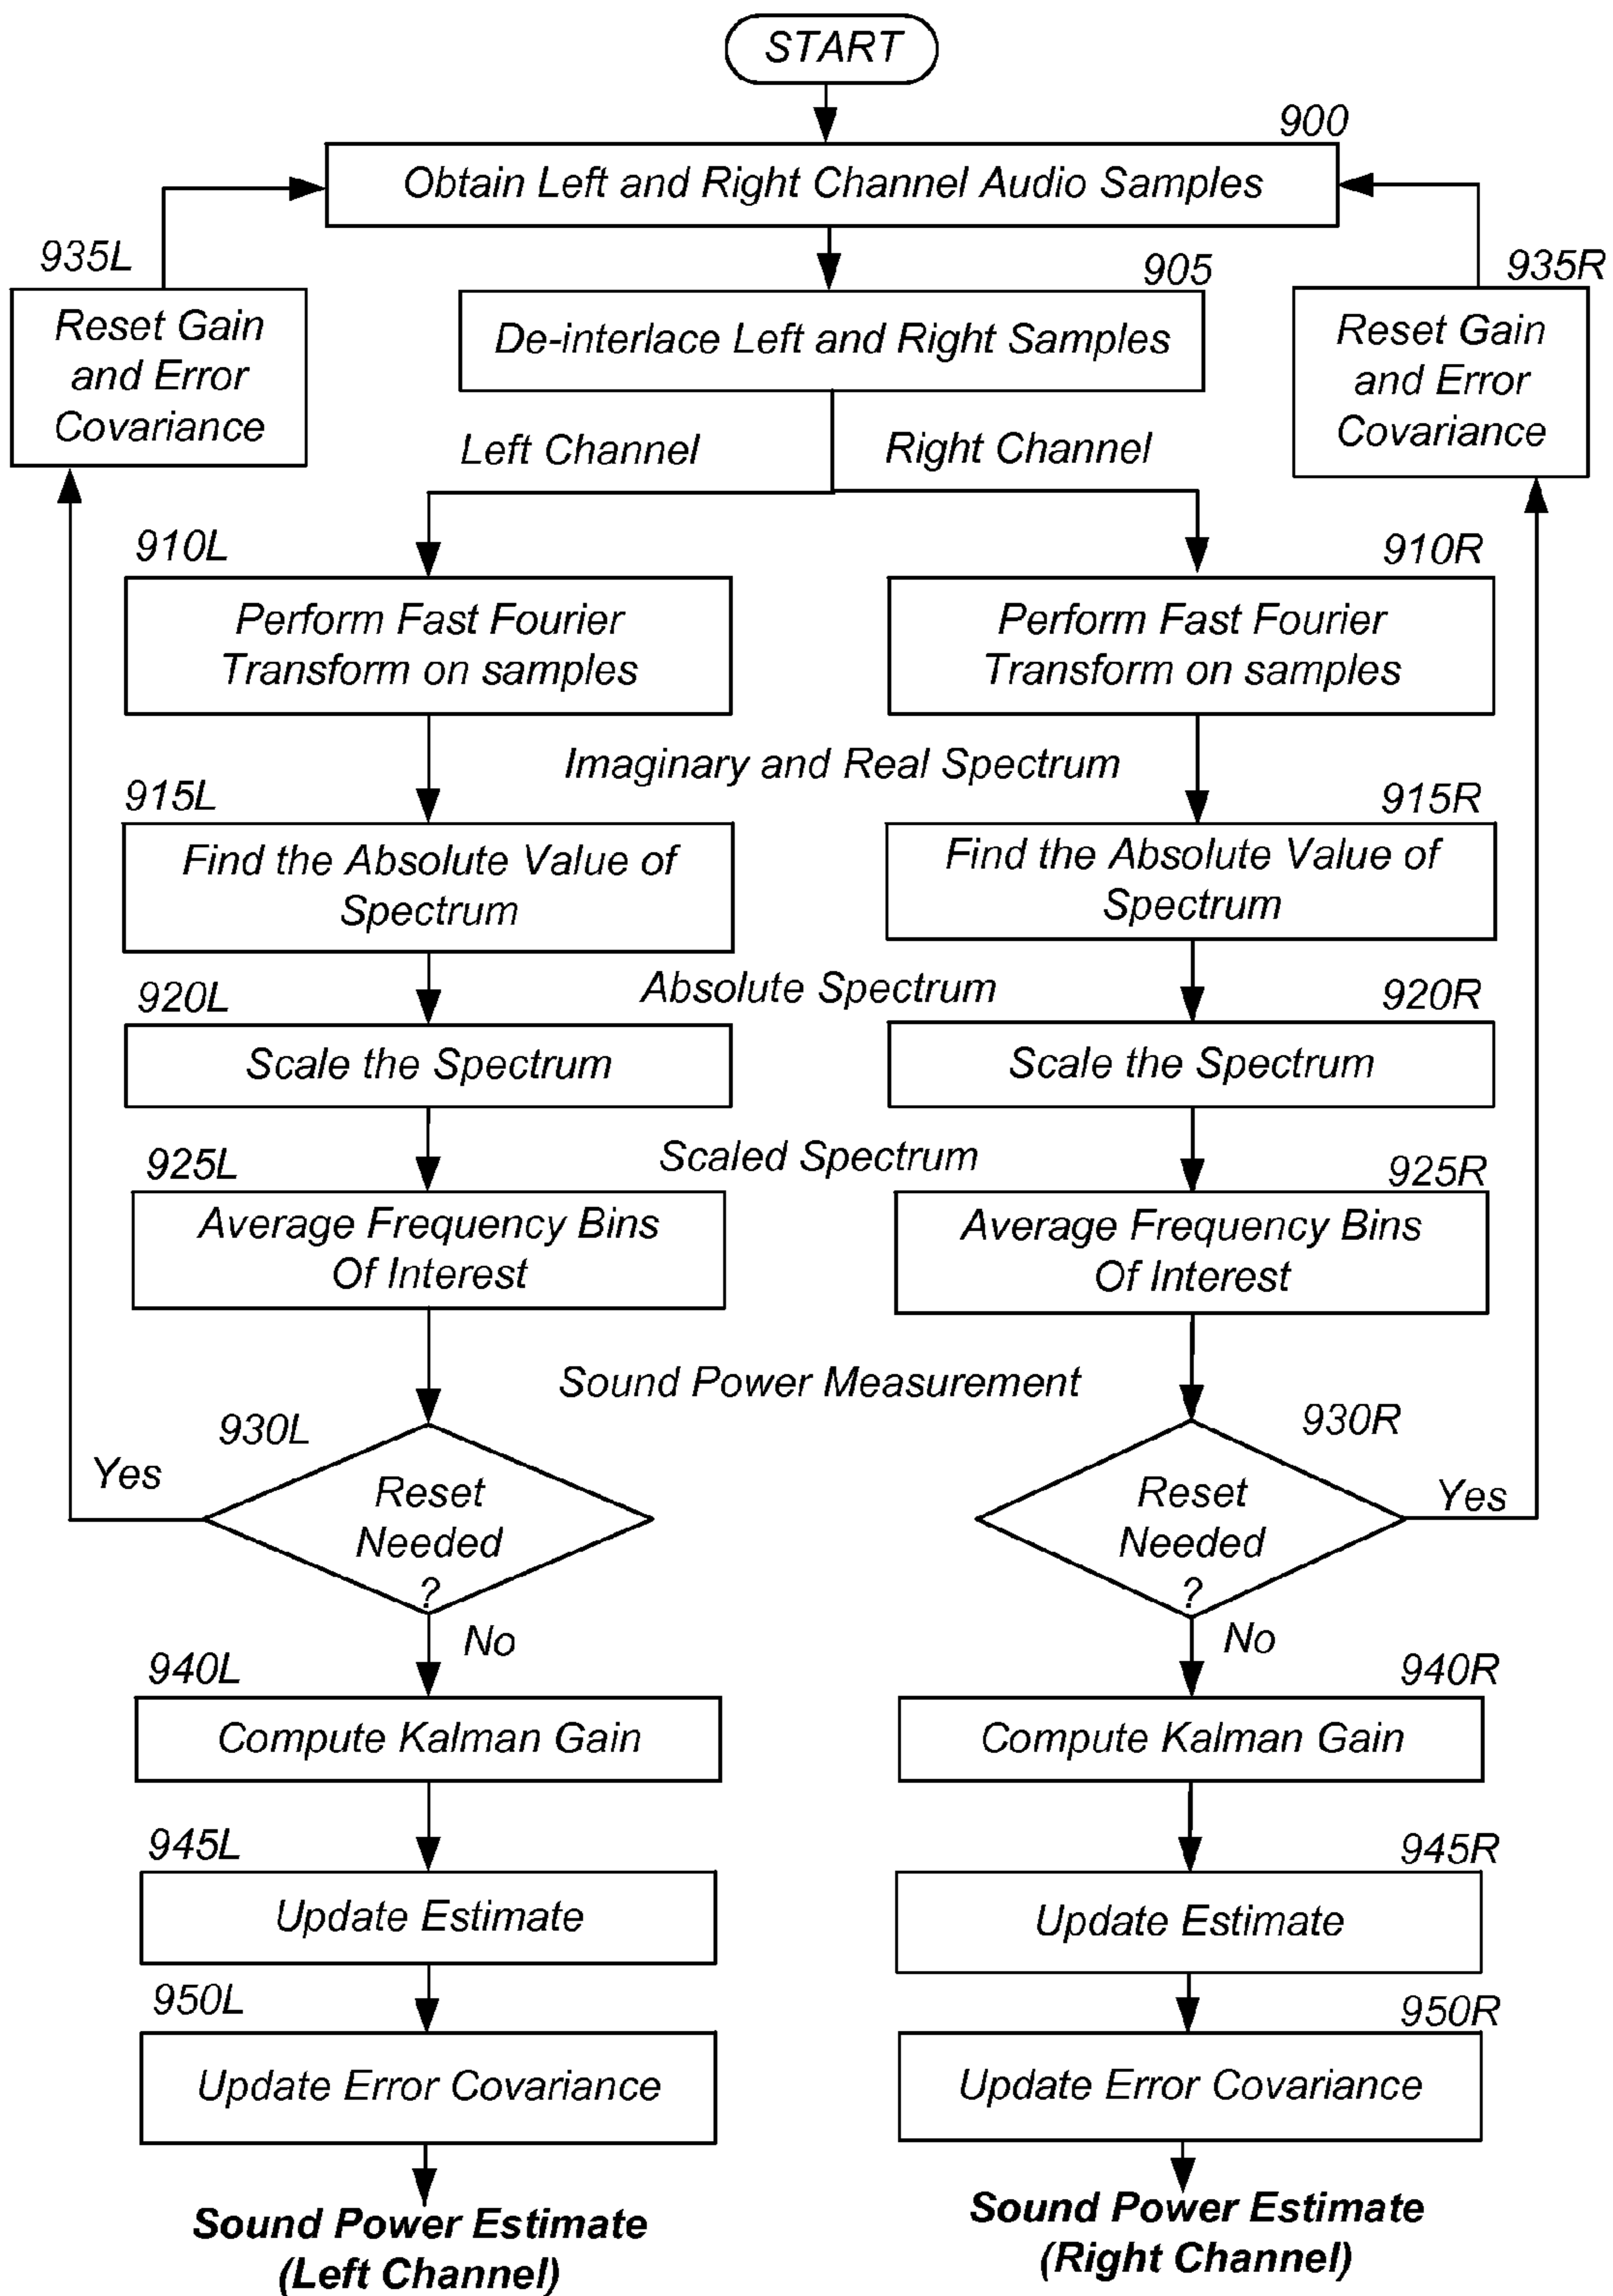 START
900
Obtain Left and Right Channel Audio Samples
935L
905
935R
Reset Gain
and Error
Covariance
De-interlace Left and Right Samples
Reset Gain
and Error
Covariance
Left Channel
Right Channel
910L
910R
Perform Fast Fourier
Transform on samples
Perform Fast Fourier
Transform on samples
Imaginary and Real Spectrum
915L
915R
Find the Absolute Value of
Spectrum
Find the Absolute Value of
Spectrum
Absolute Spectrum
920L
920R
Scale the Spectrum
Scale the Spectrum
Scaled Spectrum
925L
925R
Average Frequency Bins
Of Interest
Average Frequency Bins
Of Interest
Sound Power Measurement
930L
930R
Yes
Reset
Needed
?
Reset
Needed
?
Yes
No
No
940L
940R
Compute Kalman Gain
Compute Kalman Gain
945L
945R
Update Estimate
Update Estimate
950L
950R
Update Error Covariance
Update Error Covariance
Sound Power Estimate
(Left Channel)
Sound Power Estimate
(Right Channel)